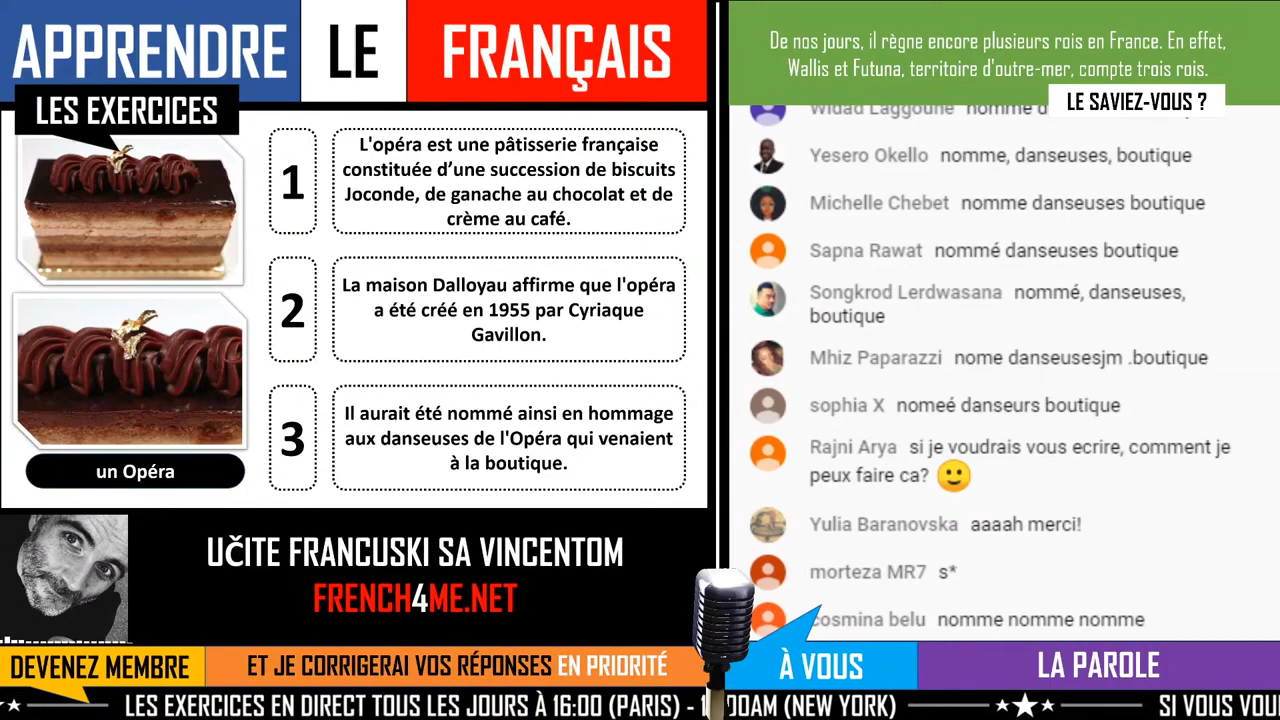 APPRENDRE LE FRANÇAIS
LES EXERCICES
1
L'opéra est une pâtisserie française
constituée d’une succession de biscuits
Joconde, de ganache au chocolat et de
crème au café.
2
La maison Dalloyau affirme que l'opéra
a été créé en 1955 par Cyriaque
Gavillon.
3
Il aurait été nommé ainsi en hommage
aux danseuses de l'Opéra qui venaient
à la boutique.
un Opéra
UČITE FRANCUSKI SA VINCENTOM
FRENCH4ME.NET
De nos jours, il règne encore plusieurs rois en France. En effet,
Wallis et Futuna, territoire d'outre-mer, compte trois rois.
LE SAVIEZ-VOUS ?
Widad Laggoune
Yesero Okello nomme, danseuses, boutique
Michelle Chebet nomme danseuses boutique
Sapna Rawat nommé danseuses boutique
Songkrod Lerdwasana nommé, danseuses,
boutique
Mhiz Paparazzi nome danseusesjm .boutique
sophia X nomeé danseurs boutique
Rajni Arya si je voudrais vous ecrire, comment je
peux faire ca?
Yulia Baranovska aaaah merci!
morteza MR7 s*
cosmina belu nomme nomme nomme
DEVENEZ MEMBRE ET JE CORRIGERAI VOS RÉPONSES EN PRIORITÉ
À VOUS LA PAROLE
LES EXERCICES EN DIRECT TOUS LES JOURS À 16:00 (PARIS) - (NEW YORK) SI VOUS